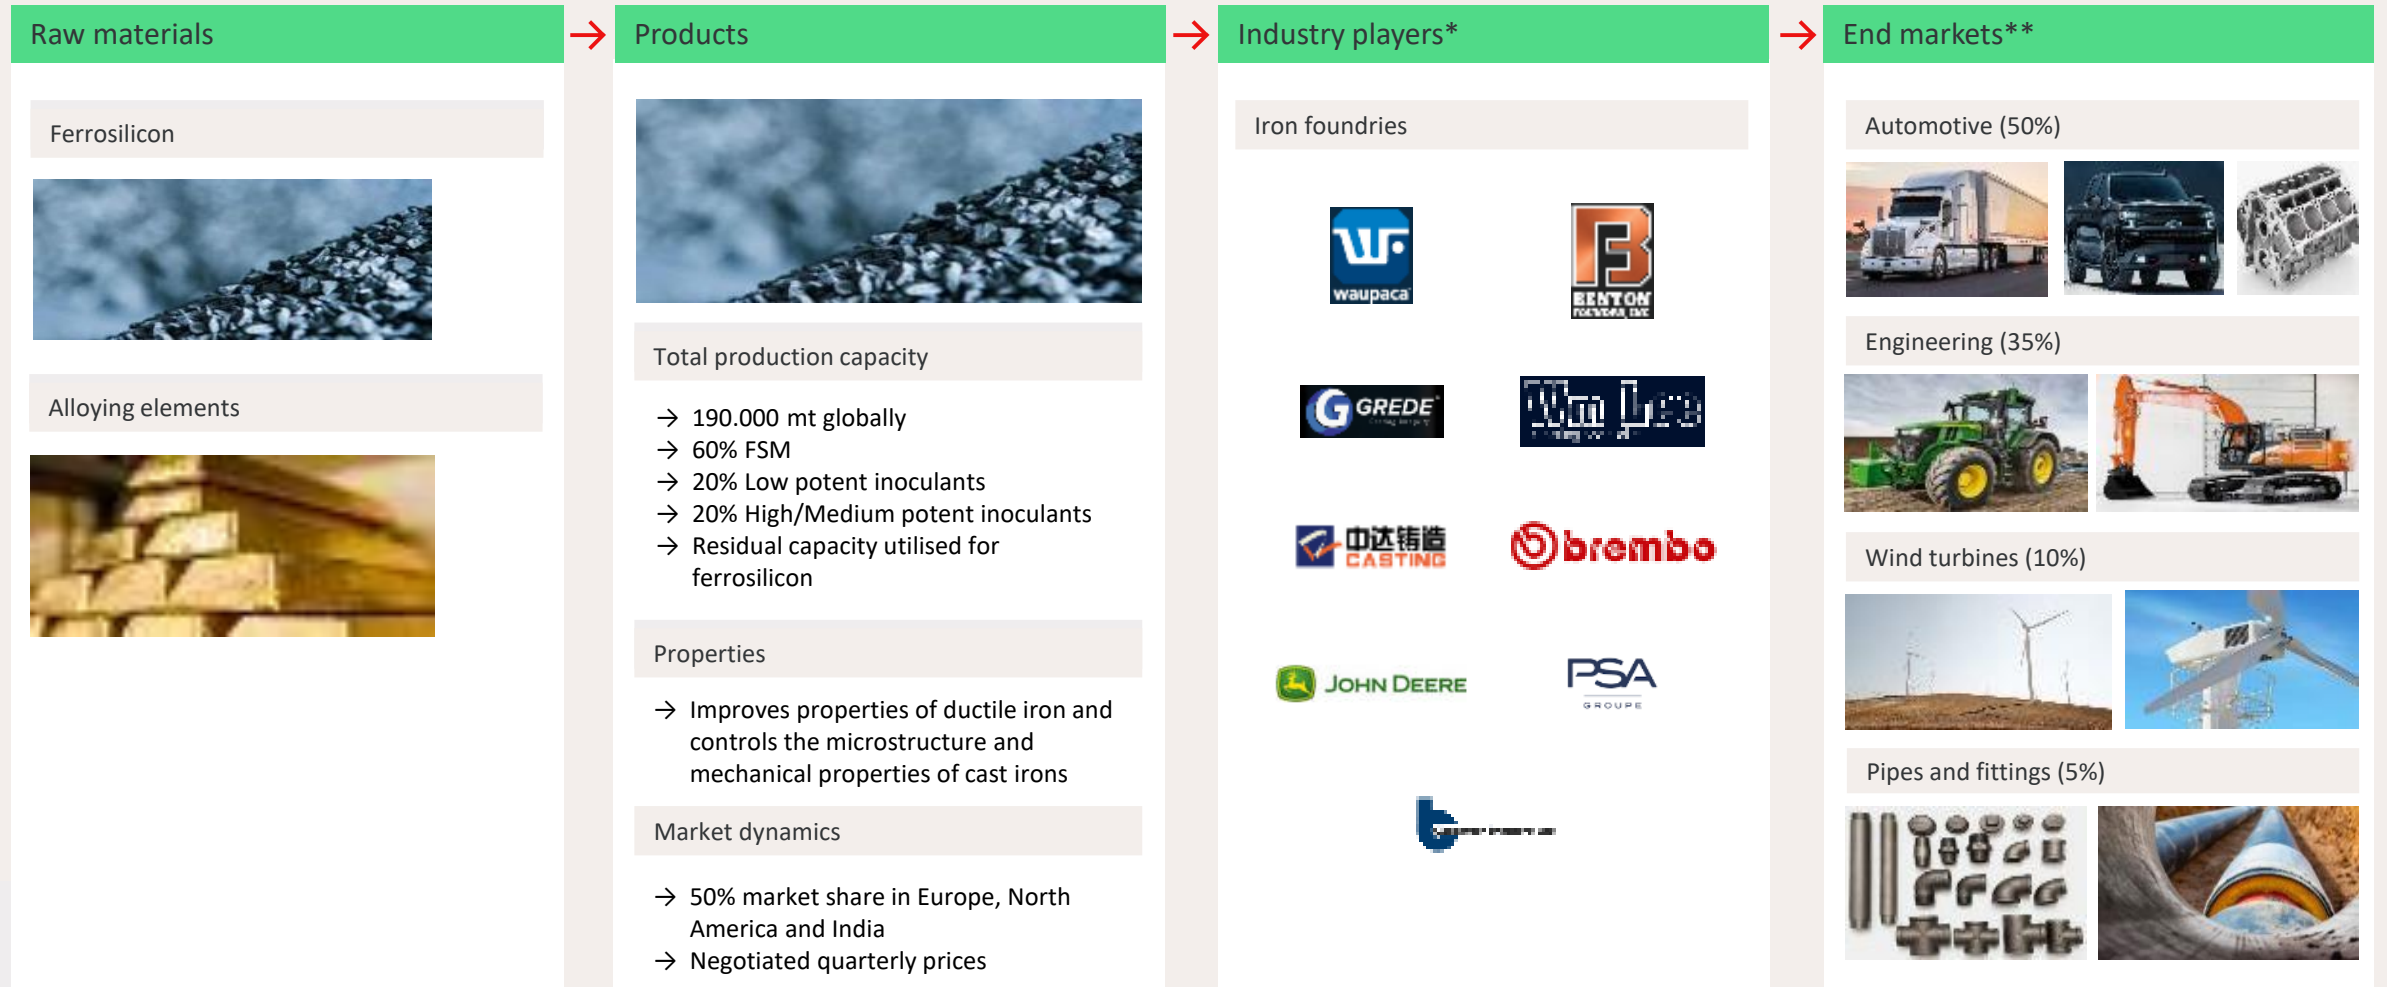 Raw materials
Ferrosilicon
Alloying elements
→ Products
Total production capacity
→ 190.000 mt globally
→ 60% FSM
→ 20% Low potent inoculants
→ 20% High/Medium potent inoculants
→ Residual capacity utilised for
ferrosilicon
Properties
→ Improves properties of ductile iron and
controls the microstructure and
mechanical properties of cast irons
Market dynamics
→ 50% market share in Europe, North
America and India
→ Negotiated quarterly prices
→ Industry players*
Iron foundries
waupaca
BENTON
FOUNDRY, INC
GREDE
中达铸造
CASTING
brembo
JOHN DEERE
PSA
GROUPE
→ End markets**
Automotive (50%)
Engineering (35%)
Wind turbines (10%)
Pipes and fittings (5%)